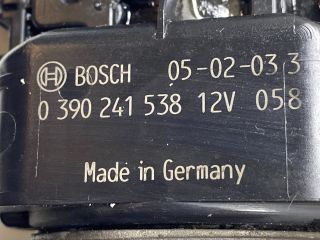 BOSCH 05-02-03 3
0 390 241 538 12V 058
Made in Germany